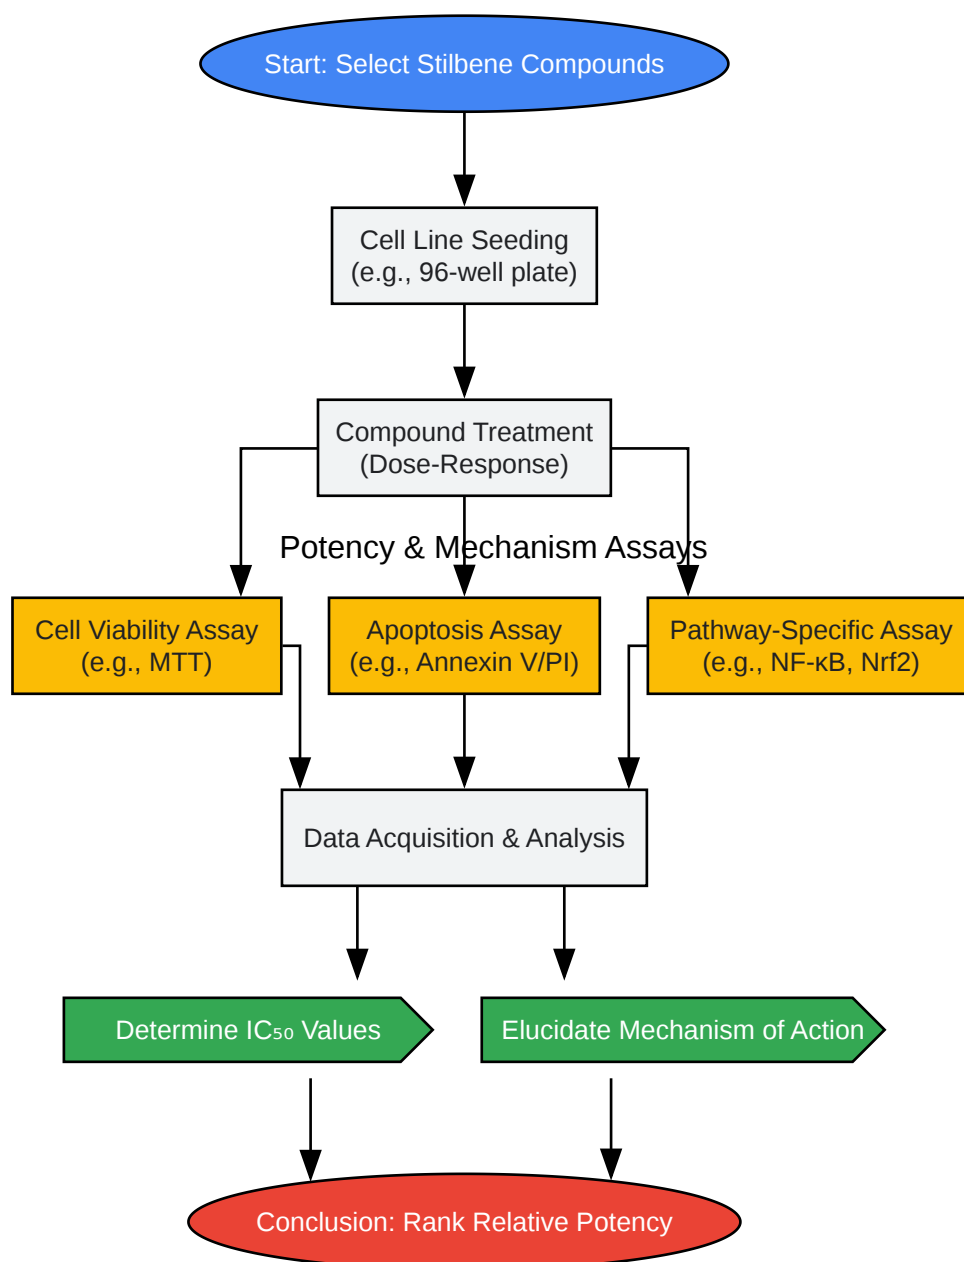 Start: Select Stilbene Compounds
Cell Line Seeding
(e.g., 96-well plate)
Compound Treatment
(Dose-Response)
Potency & Mechanism Assays
Cell Viability Assay
(e.g., MTT)
Apoptosis Assay
(e.g., Annexin V/PI)
Pathway-Specific Assay
(e.g., NF-κB, Nrf2)
Data Acquisition & Analysis
Determine IC₅₀ Values
Elucidate Mechanism of Action
Conclusion: Rank Relative Potency